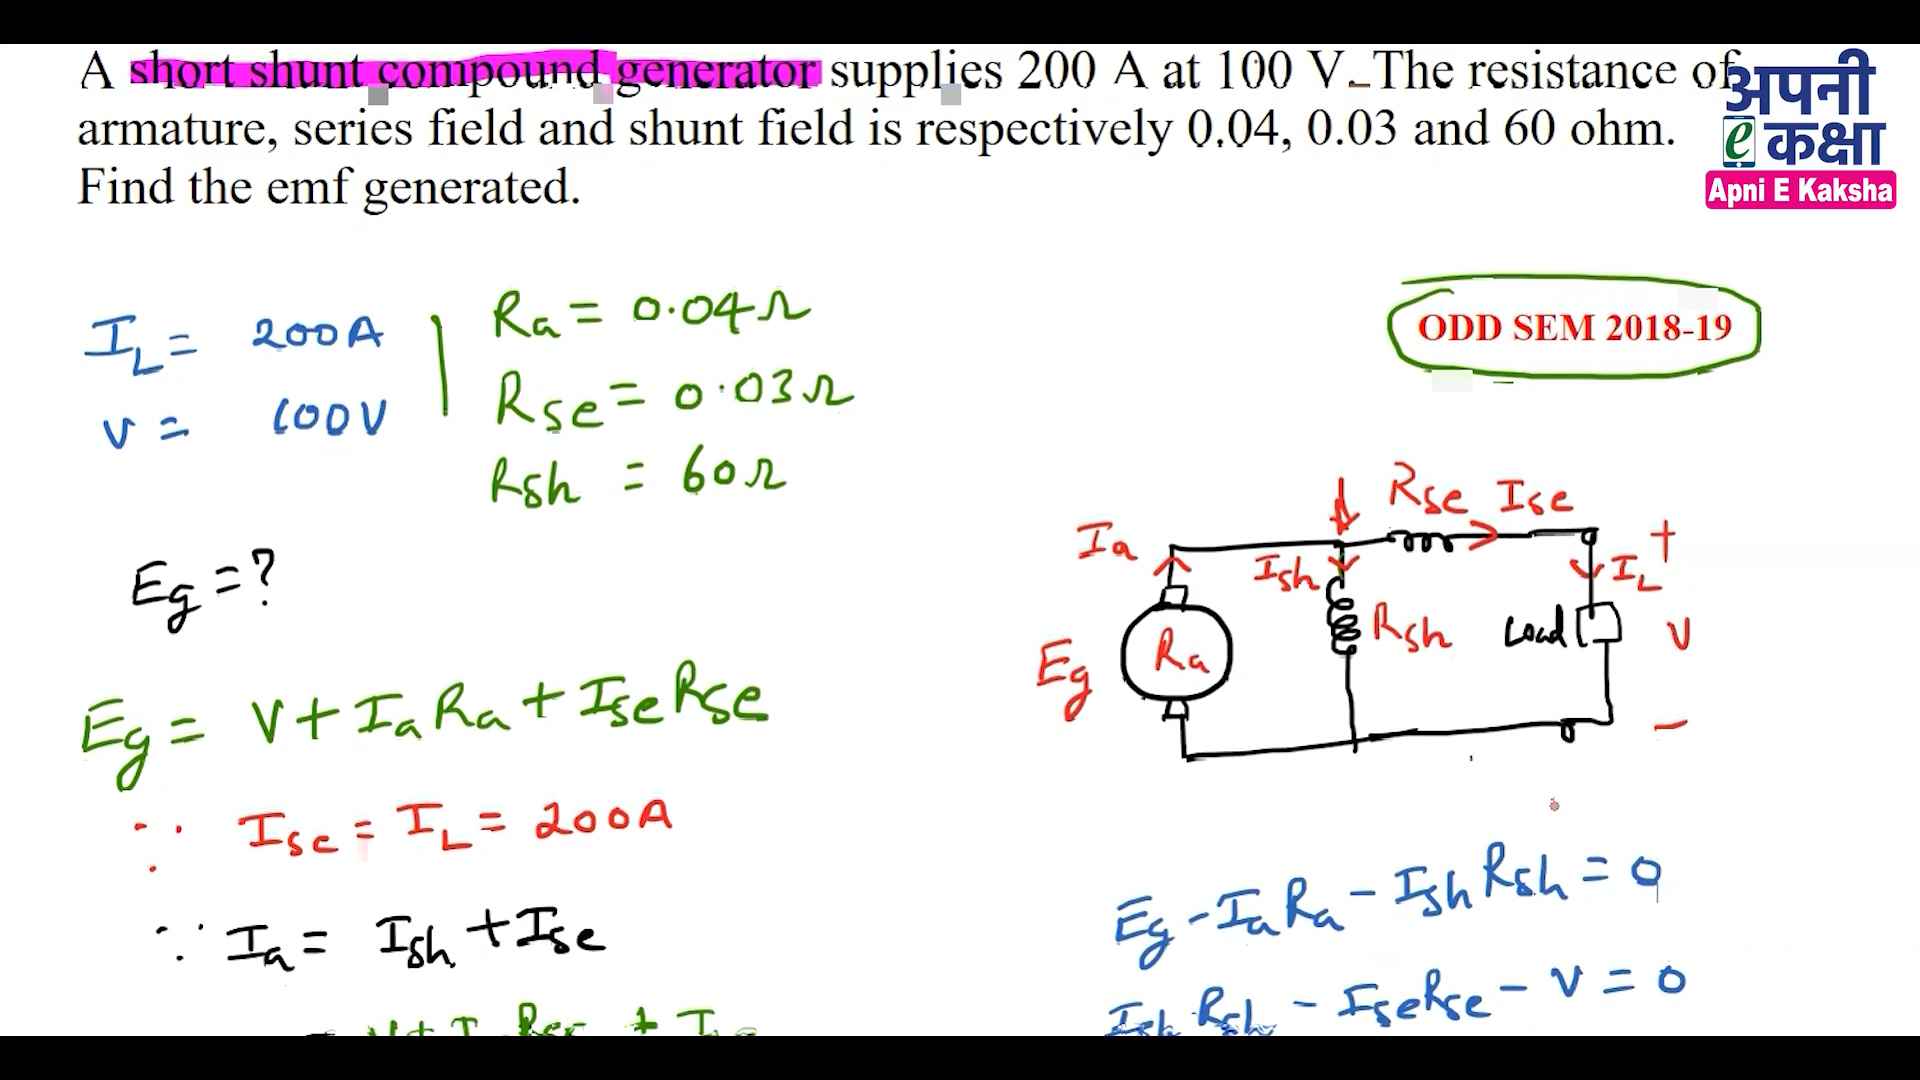 A short shunt compound generator supplies 200 A at 100 V. The resistance of
armature, series field and shunt field is respectively 0.04, 0.03 and 60 ohm.
Find the emf generated.
अपनी
e कक्षा
Apni E Kaksha
ODD SEM 2018-19
I_L = 200A
V = 100V
Ra = 0.04Ω
Rse = 0.03Ω
Rsh = 60Ω
Eg = ?
Eg = V + IaRa + IseRse
∵ Ise = I_L = 200A
∵ Ia = Ish + Ise
Rse Ise
Ia
Ish
I_L
+
Eg
Ra
Rsh
Load
V
-
Eg - IaRa - IshRsh = 0
IshRsh - IseRse - V = 0